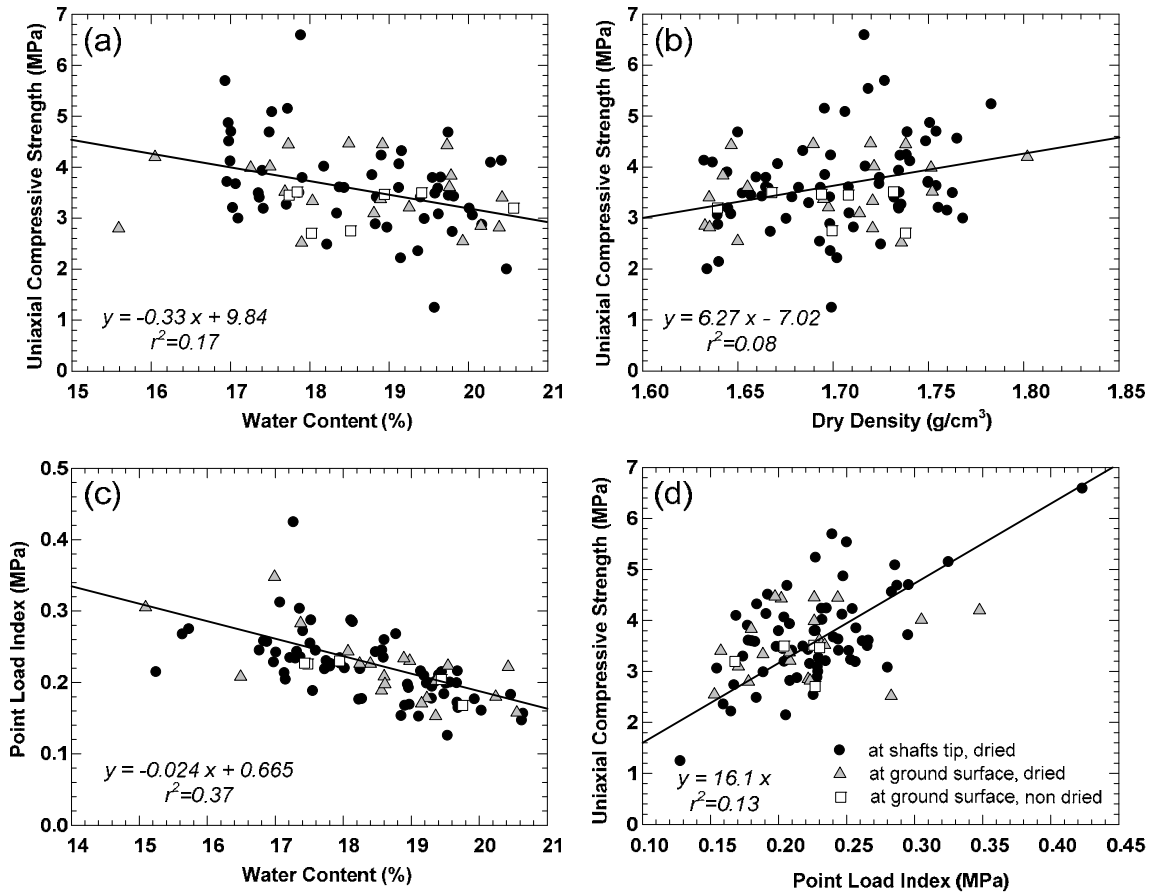 (a)
Uniaxial Compressive Strength (MPa)
7
6
5
4
3
2
1
0
y = -0.33 x + 9.84
r²=0.17
15 16 17 18 19 20 21
Water Content (%)
(b)
Uniaxial Compressive Strength (MPa)
7
6
5
4
3
2
1
0
y = 6.27 x - 7.02
r²=0.08
1.60 1.65 1.70 1.75 1.80 1.85
Dry Density (g/cm³)
(c)
Point Load Index (MPa)
0.5
0.4
0.3
0.2
0.1
0.0
y = -0.024 x + 0.665
r²=0.37
14 15 16 17 18 19 20 21
Water Content (%)
(d)
Uniaxial Compressive Strength (MPa)
7
6
5
4
3
2
1
0
at shafts tip, dried
at ground surface, dried
at ground surface, non dried
y = 16.1 x
r²=0.13
0.10 0.15 0.20 0.25 0.30 0.35 0.40 0.45
Point Load Index (MPa)